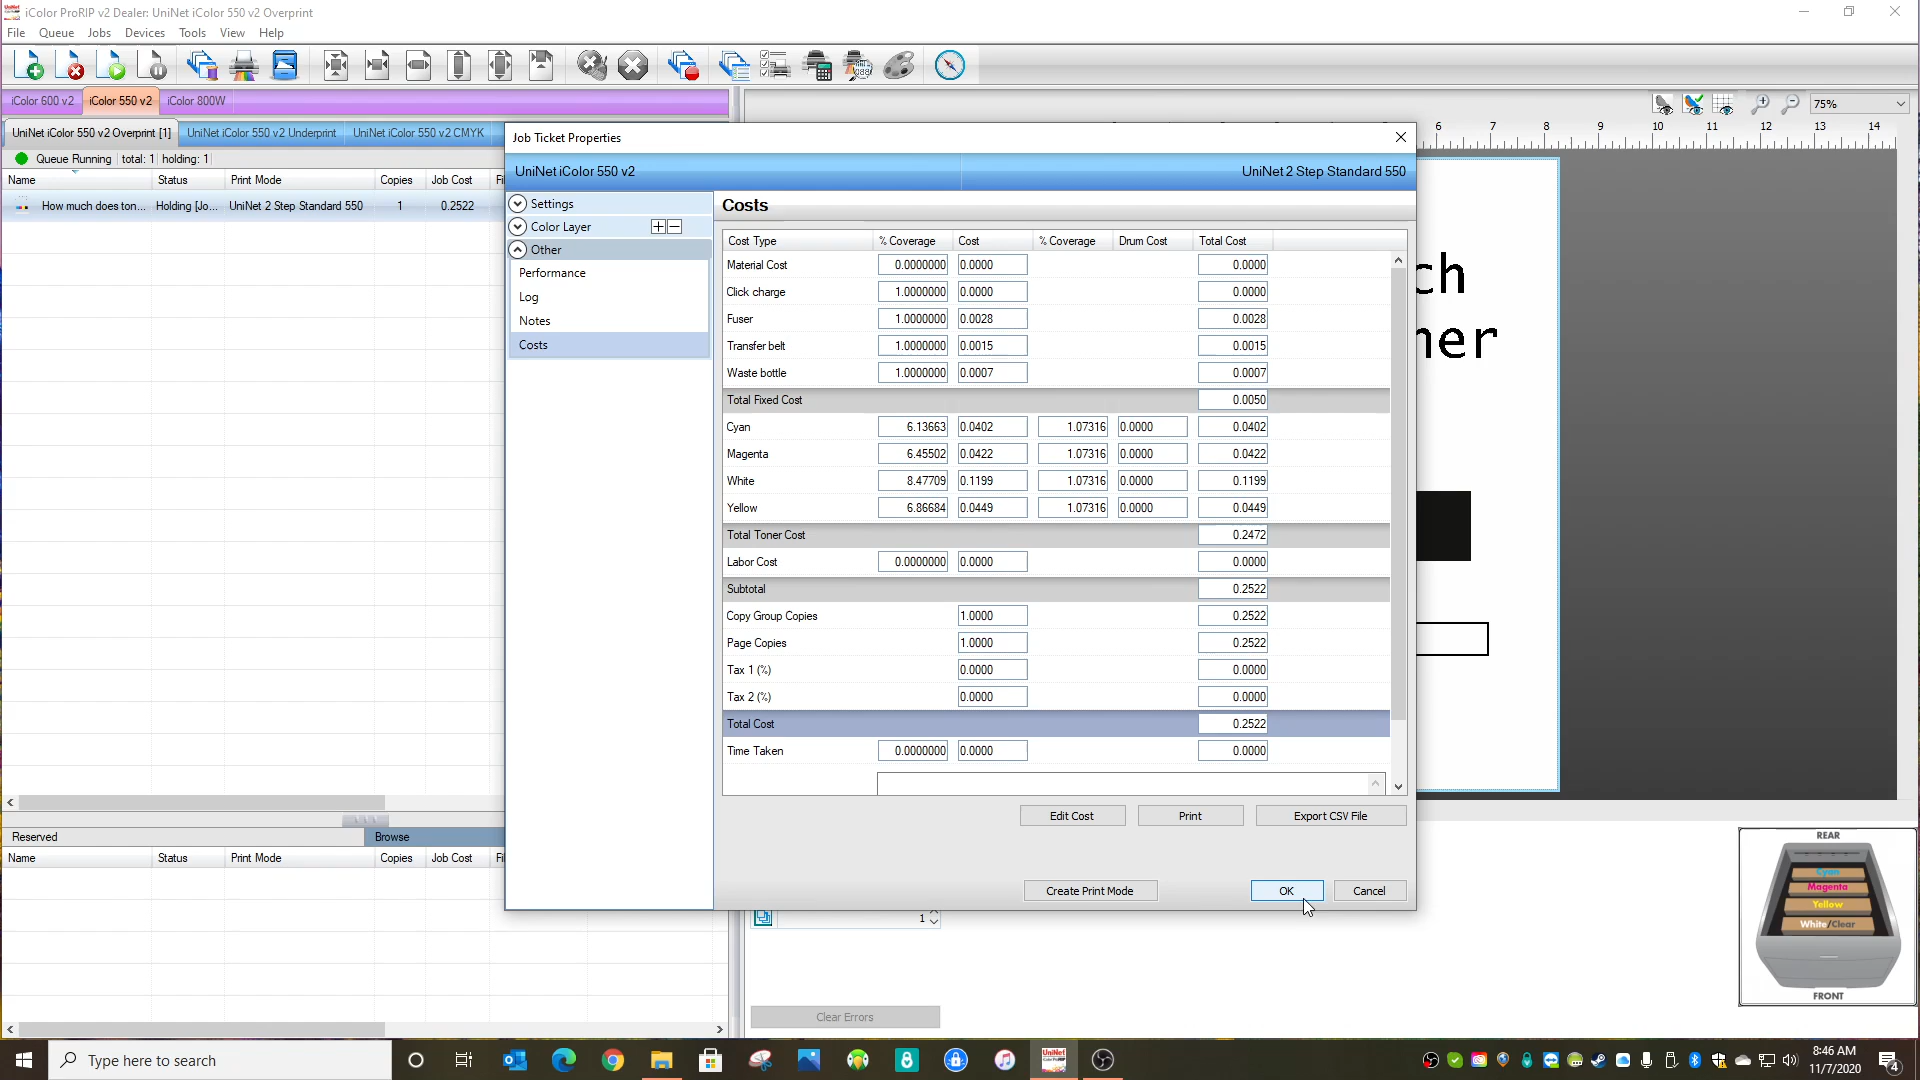 iColor ProRIP v2 Dealer: UniNet iColor 550 v2 Overprint
File Queue Jobs Devices Tools View Help
iColor 600 v2 iColor 550 v2 iColor 800W
75%
UniNet iColor 550 v2 Overprint [1] UniNet iColor 550 v2 Underprint UniNet iColor 550 v2 CMYK
Queue Running total: 1 holding: 1
Name Status Print Mode Copies Job Cost Fi
How much does ton... Holding [Jo... UniNet 2 Step Standard 550 1 0.2522
6 7 8 9 10 11 12 13 14
ch
ner
Job Ticket Properties
UniNet iColor 550 v2 UniNet 2 Step Standard 550
Settings
Color Layer
Other
Performance
Log
Notes
Costs
Costs
Cost Type % Coverage Cost % Coverage Drum Cost Total Cost
Material Cost 0.0000000 0.0000 0.0000
Click charge 1.0000000 0.0000 0.0000
Fuser 1.0000000 0.0028 0.0028
Transfer belt 1.0000000 0.0015 0.0015
Waste bottle 1.0000000 0.0007 0.0007
Total Fixed Cost 0.0050
Cyan 6.13663 0.0402 1.07316 0.0000 0.0402
Magenta 6.45502 0.0422 1.07316 0.0000 0.0422
White 8.47709 0.1199 1.07316 0.0000 0.1199
Yellow 6.86684 0.0449 1.07316 0.0000 0.0449
Total Toner Cost 0.2472
Labor Cost 0.0000000 0.0000 0.0000
Subtotal 0.2522
Copy Group Copies 1.0000 0.2522
Page Copies 1.0000 0.2522
Tax 1 (%) 0.0000 0.0000
Tax 2 (%) 0.0000 0.0000
Total Cost 0.2522
Time Taken 0.0000000 0.0000 0.0000
Edit Cost Print Export CSV File
Create Print Mode OK Cancel
Reserved Browse
Name Status Print Mode Copies Job Cost Fi
1
Clear Errors
REAR
Cyan
Magenta
Yellow
White/Clear
FRONT
Type here to search
UniNet
8:46 AM
11/7/2020
4